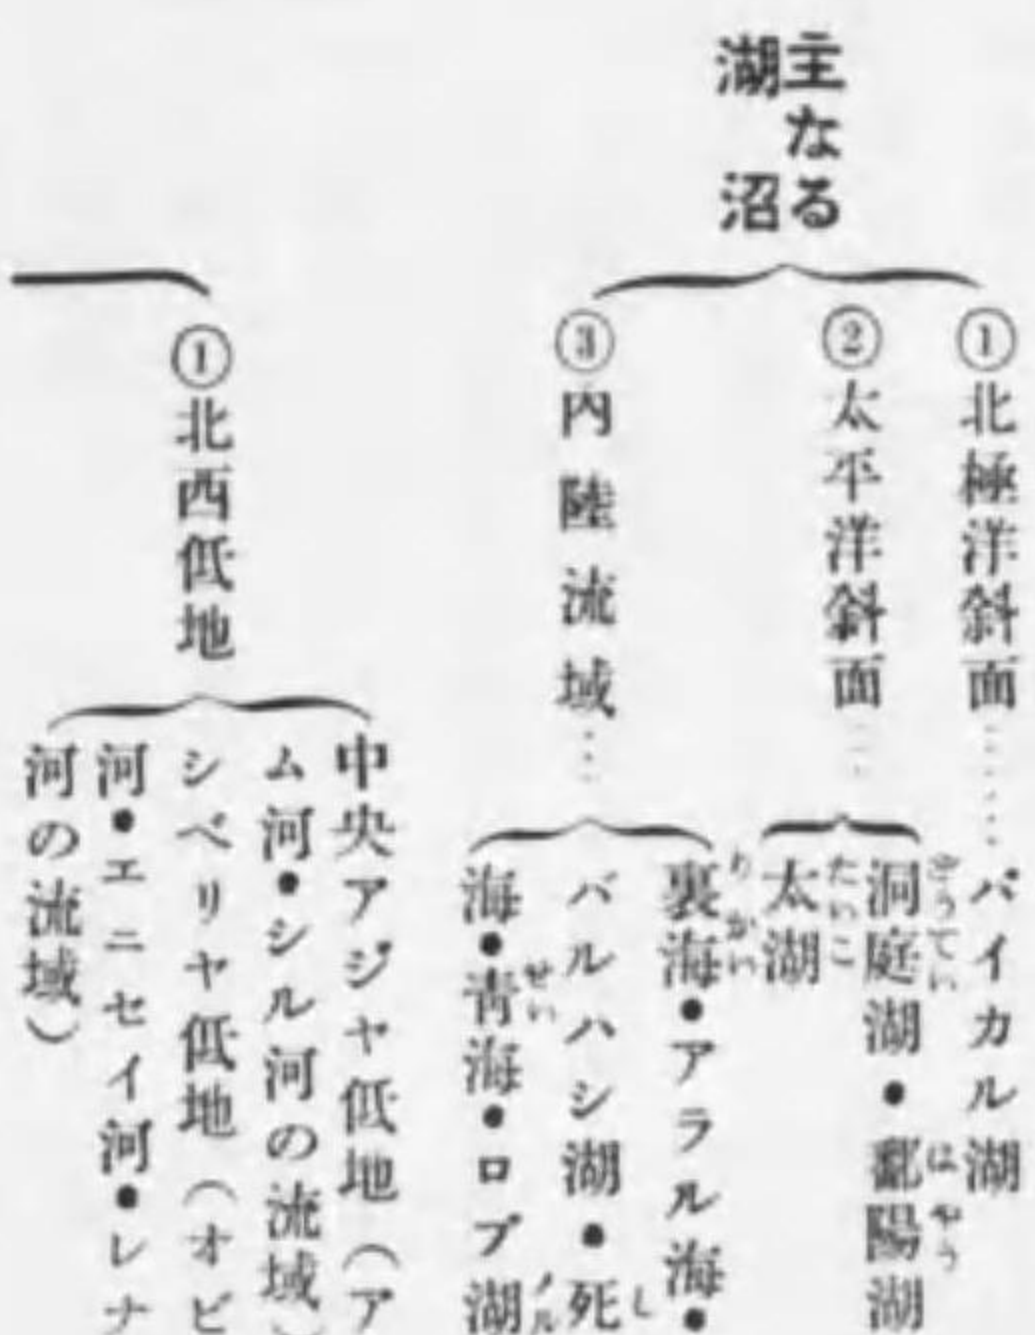 主なる
湖沼
①北極洋斜面……バイカル湖
②太平洋斜面…
洞庭湖・鄱陽湖
太湖
③内陸流域…
裏海・アラル海・
バルハシ湖・死
海・青海・ロブ湖
①北西低地
中央アジヤ低地(ア
ム河・シル河の流域)
シベリヤ低地(オビ
河・エニセイ河・レナ
河の流域)